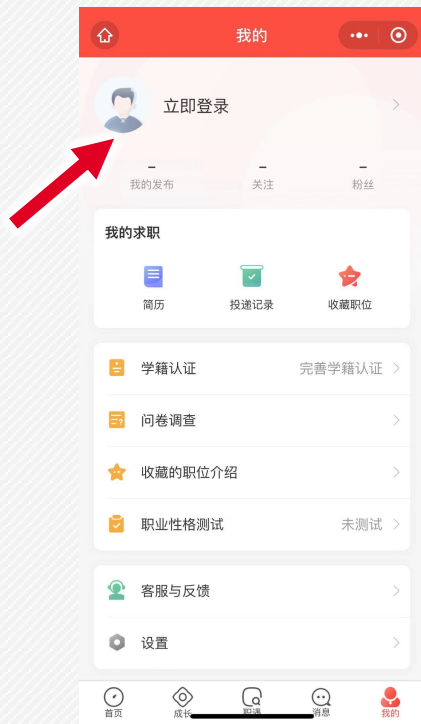 我的
立即登录
- - -
我的发布 关注 粉丝
我的求职
简历 投递记录 收藏职位
学籍认证 完善学籍认证
问卷调查
收藏的职位介绍
职业性格测试 未测试
客服与反馈
设置
首页 成长 职遇 消息 我的